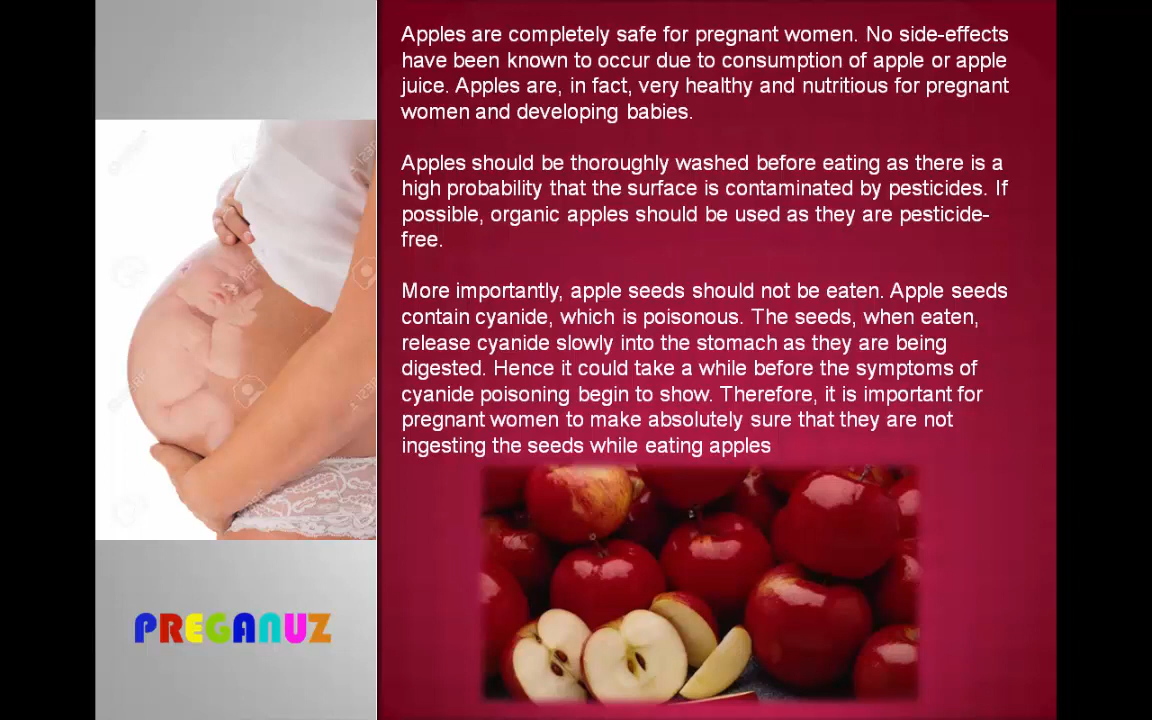 Apples are completely safe for pregnant women. No side-effects
have been known to occur due to consumption of apple or apple
juice. Apples are, in fact, very healthy and nutritious for pregnant
women and developing babies.
Apples should be thoroughly washed before eating as there is a
high probability that the surface is contaminated by pesticides. If
possible, organic apples should be used as they are pesticide-
free.
More importantly, apple seeds should not be eaten. Apple seeds
contain cyanide, which is poisonous. The seeds, when eaten,
release cyanide slowly into the stomach as they are being
digested. Hence it could take a while before the symptoms of
cyanide poisoning begin to show. Therefore, it is important for
pregnant women to make absolutely sure that they are not
ingesting the seeds while eating apples
PREGANUZ